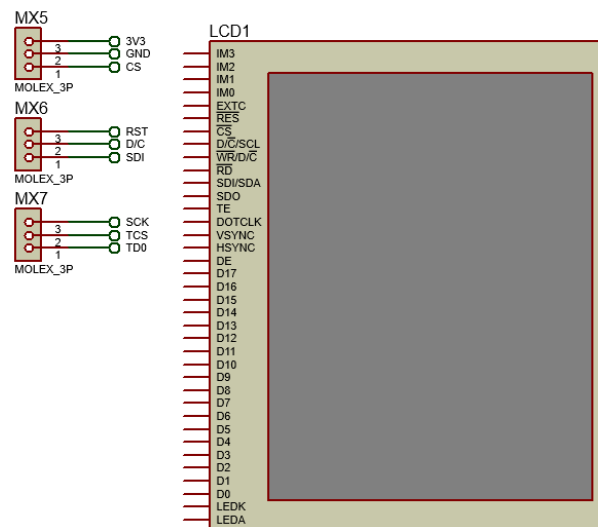 MX5
3 3V3
2 GND
1 CS
MOLEX_3P
MX6
3 RST
2 D/C
1 SDI
MOLEX_3P
MX7
3 SCK
2 TCS
1 TD0
MOLEX_3P
LCD1
IM3
IM2
IM1
IM0
EXTC
RES
CS
D/C/SCL
WR/D/C
RD
SDI/SDA
SDO
TE
DOTCLK
VSYNC
HSYNC
DE
D17
D16
D15
D14
D13
D12
D11
D10
D9
D8
D7
D6
D5
D4
D3
D2
D1
D0
LEDK
LEDA